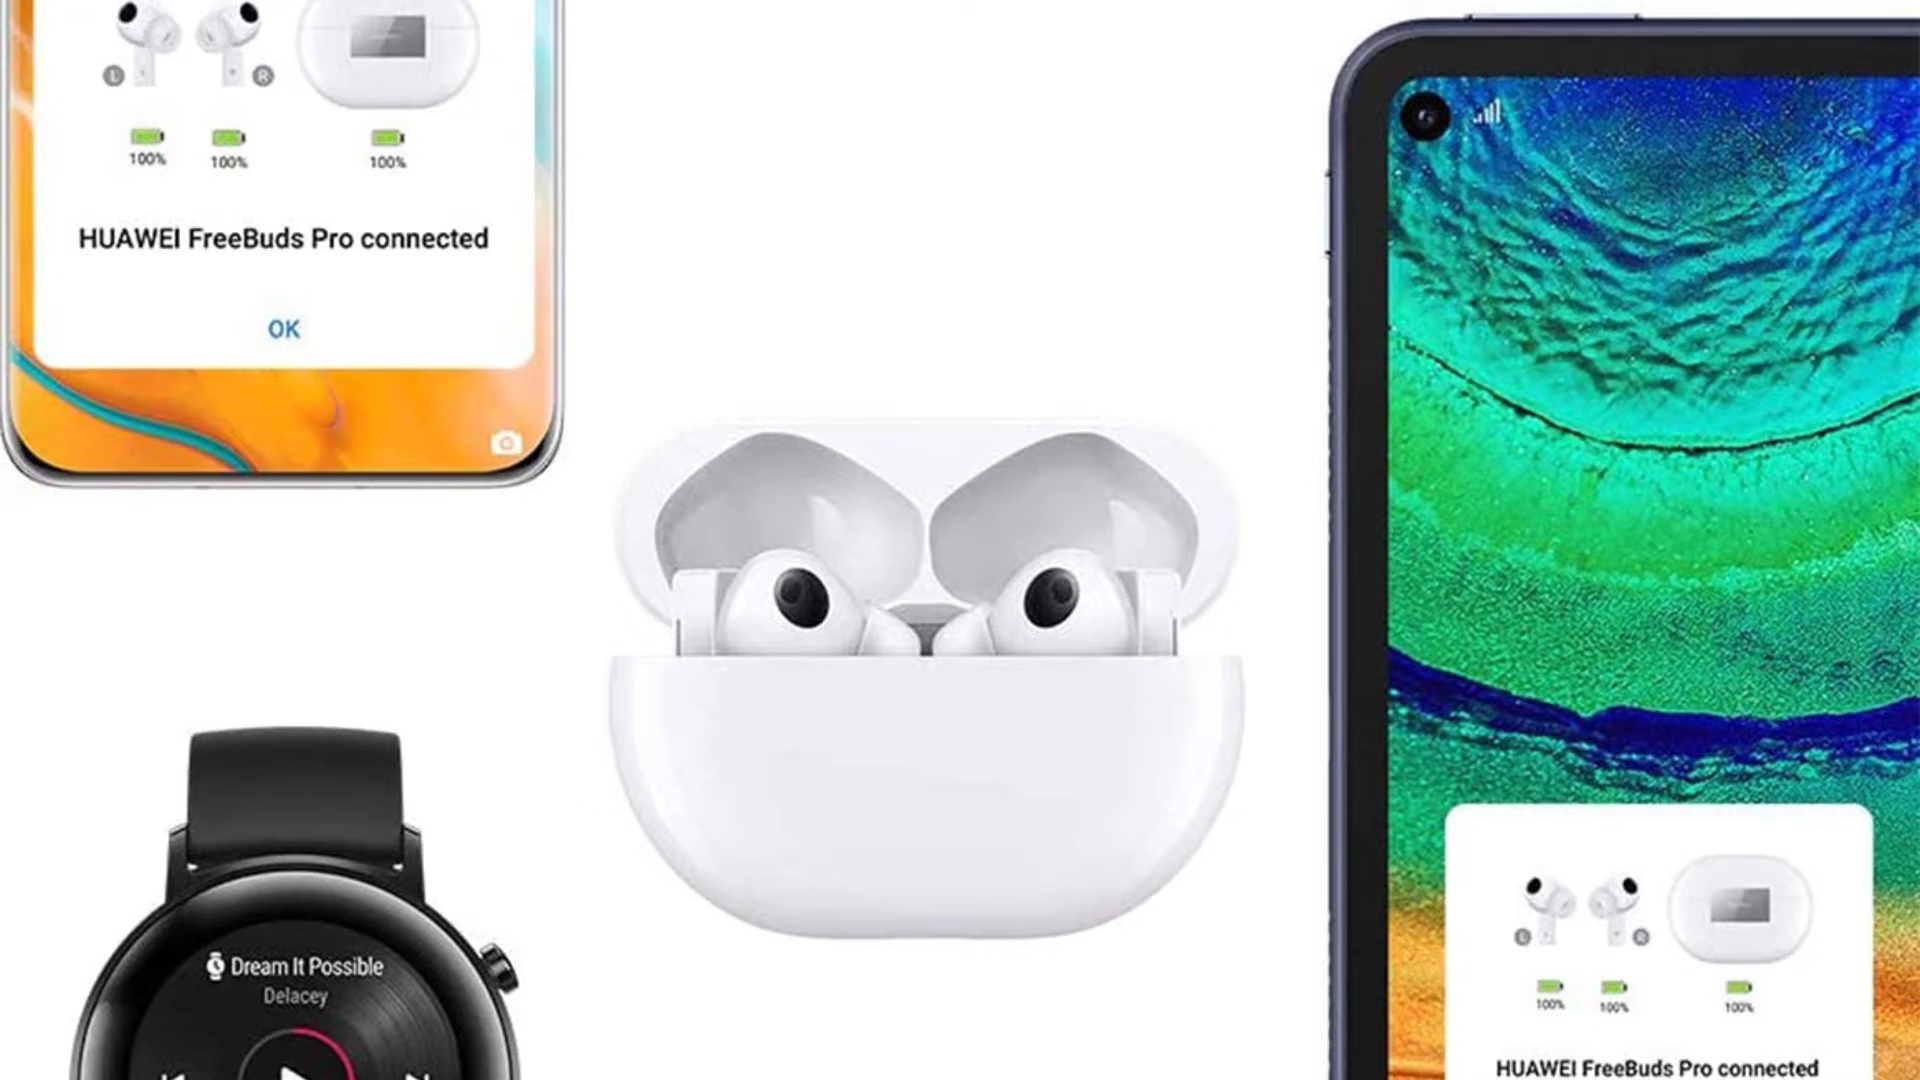 L
R
100%
100%
100%
HUAWEI FreeBuds Pro connected
OK
Dream It Possible
Delacey
L
R
100%
100%
100%
HUAWEI FreeBuds Pro connected